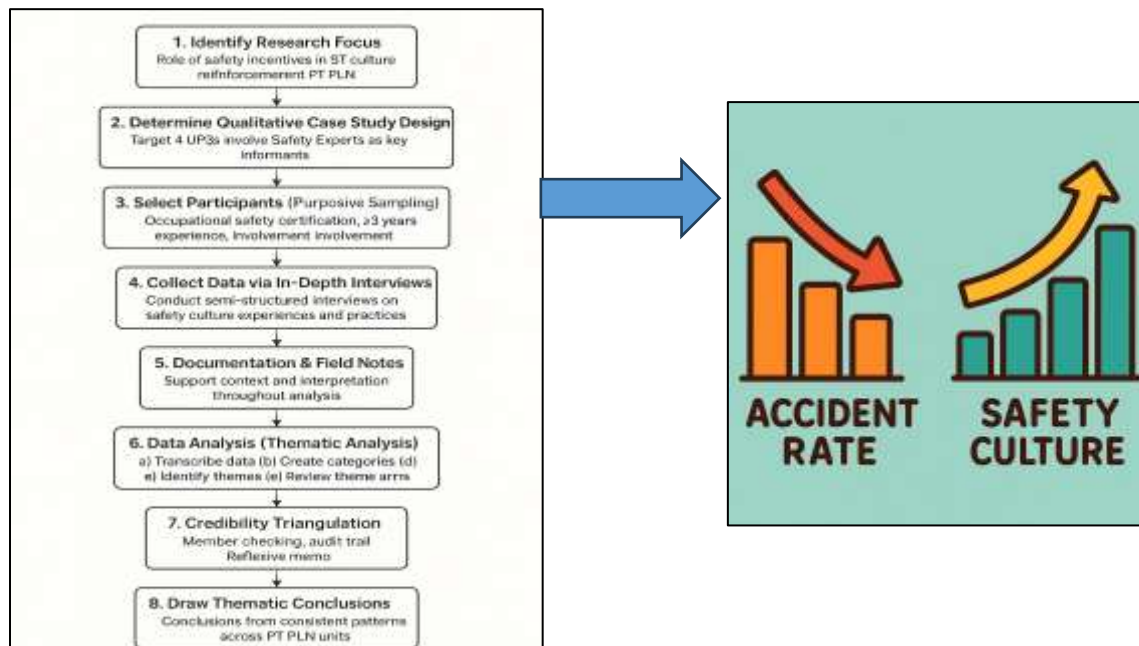 1. Identify Research Focus
Role of safety incentives in ST culture
reifnforcemerent PT PLN
2. Determine Qualitative Case Study Design
Target 4 UP3s involve Safety Experts as key
informants
3. Select Participants (Purposive Sampling)
Occupational safety certification, ≥3 years
experience, involvement involvement
4. Collect Data via In-Depth Interviews
Conduct semi-structured interviews on
safety culture experiences and practices
5. Documentation & Field Notes
Support context and interpretation
throughout analysis
6. Data Analysis (Thematic Analysis)
a) Transcribe data (b) Create categories (d)
e) Identify themes (e) Review theme arrns
7. Credibility Triangulation
Member checking, audit trail
Reflexive memo
8. Draw Thematic Conclusions
Conclusions from consistent patterns
across PT PLN units
ACCIDENT
RATE
SAFETY
CULTURE